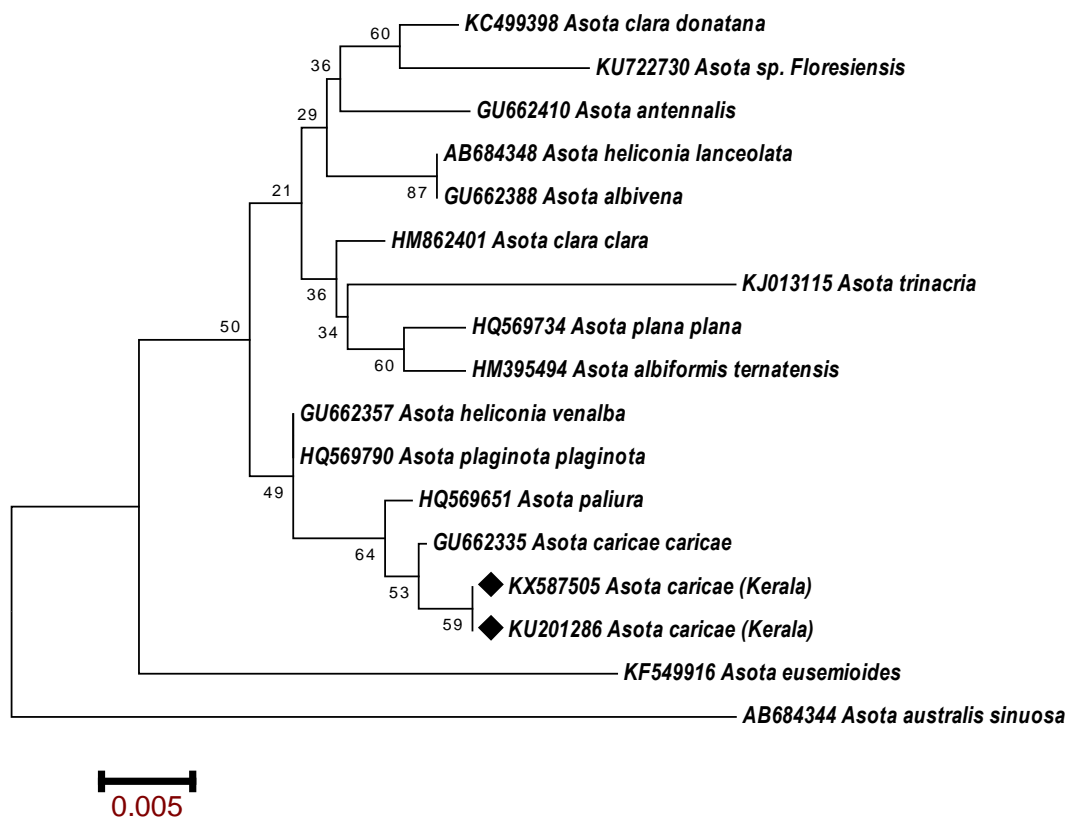 KC499398 Asota clara donatana
60
KU722730 Asota sp. Floresiensis
36
GU662410 Asota antennalis
29
AB684348 Asota heliconia lanceolata
87
GU662388 Asota albivena
21
HM862401 Asota clara clara
36
KJ013115 Asota trinacria
34
HQ569734 Asota plana plana
60
HM395494 Asota albiformis ternatensis
50
GU662357 Asota heliconia venalba
HQ569790 Asota plaginota plaginota
49
HQ569651 Asota paliura
64
GU662335 Asota caricae caricae
53
KX587505 Asota caricae (Kerala)
59
KU201286 Asota caricae (Kerala)
KF549916 Asota eusemioides
AB684344 Asota australis sinuosa
0.005